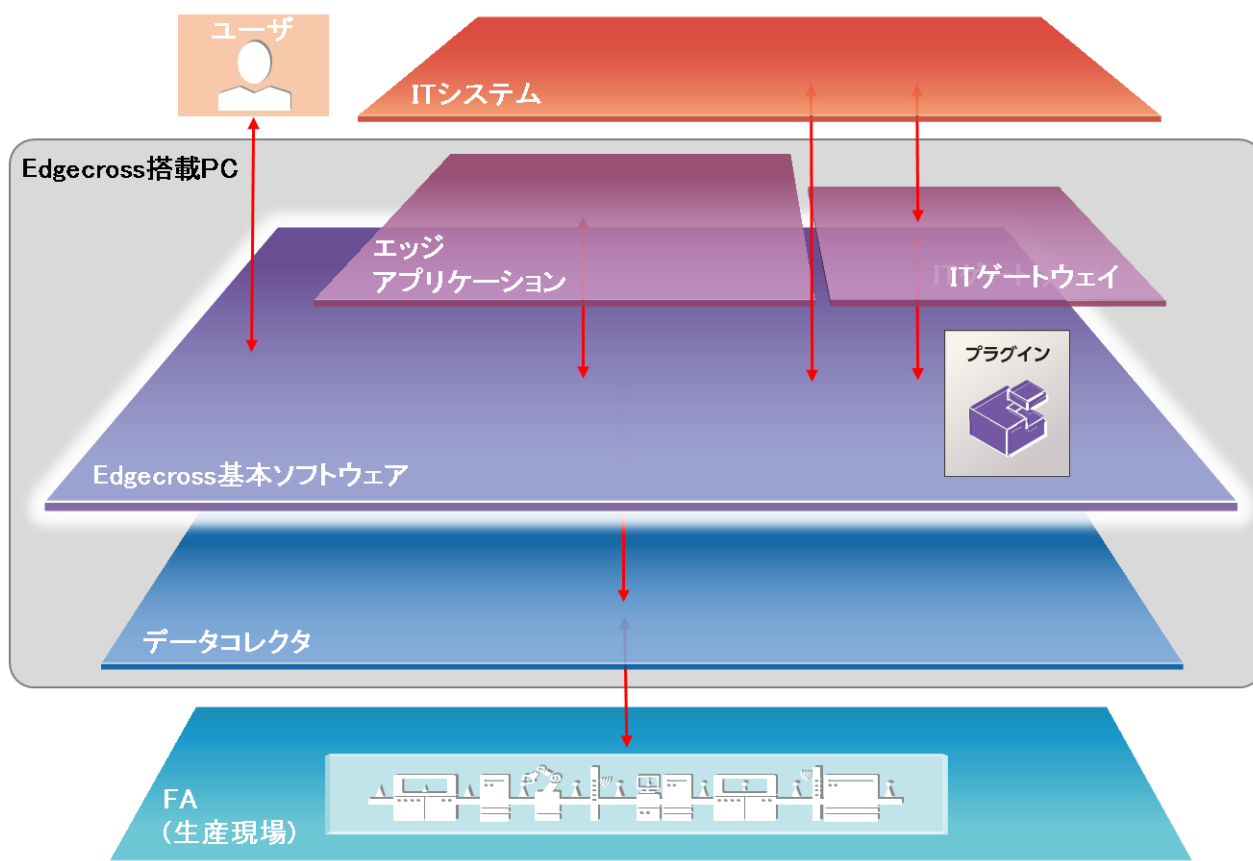 ユーザ
ITシステム
Edgecross搭載PC
エッジ
アプリケーション
ITゲートウェイ
プラグイン
Edgecross基本ソフトウェア
データコレクタ
FA
(生産現場)